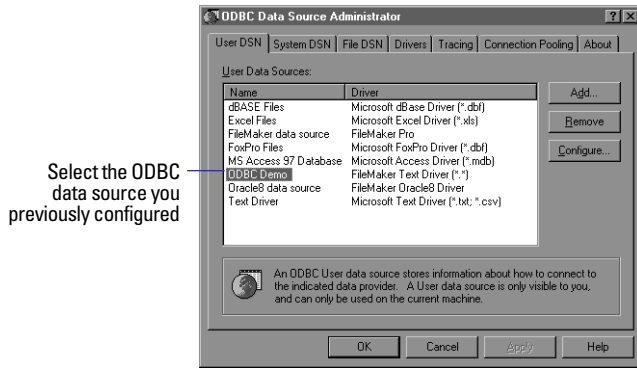 ODBC Data Source Administrator
User DSN System DSN File DSN Drivers Tracing Connection Pooling About
User Data Sources:
Name Driver
dBASE Files Microsoft dBase Driver (*.dbf)
Excel Files Microsoft Excel Driver (*.xls)
FileMaker data source FileMaker Pro
FoxPro Files Microsoft FoxPro Driver (*.dbf)
MS Access 97 Database Microsoft Access Driver (*.mdb)
ODBC Demo FileMaker Text Driver (*.*)
Oracle8 data source FileMaker Oracle8 Driver
Text Driver Microsoft Text Driver (*.txt; *.csv)
Add...
Remove
Configure...
Select the ODBC
data source you
previously configured
An ODBC User data source stores information about how to connect to
the indicated data provider. A User data source is only visible to you,
and can only be used on the current machine.
OK Cancel Apply Help